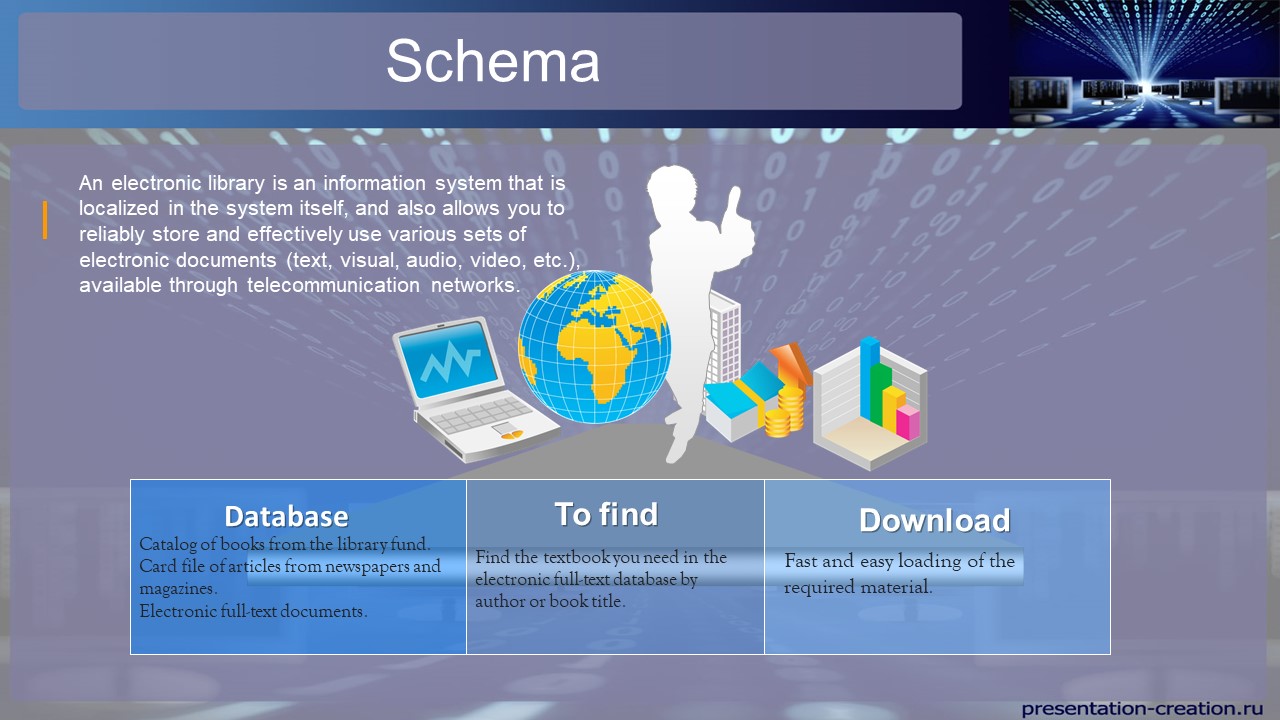 Schema
An electronic library is an information system that is
localized in the system itself, and also allows you to
reliably store and effectively use various sets of
electronic documents (text, visual, audio, video, etc.),
available through telecommunication networks.
Database
Catalog of books from the library fund.
Card file of articles from newspapers and
magazines.
Electronic full-text documents.
To find
Find the textbook you need in the
electronic full-text database by
author or book title.
Download
Fast and easy loading of the
required material.
presentation-creation.ru